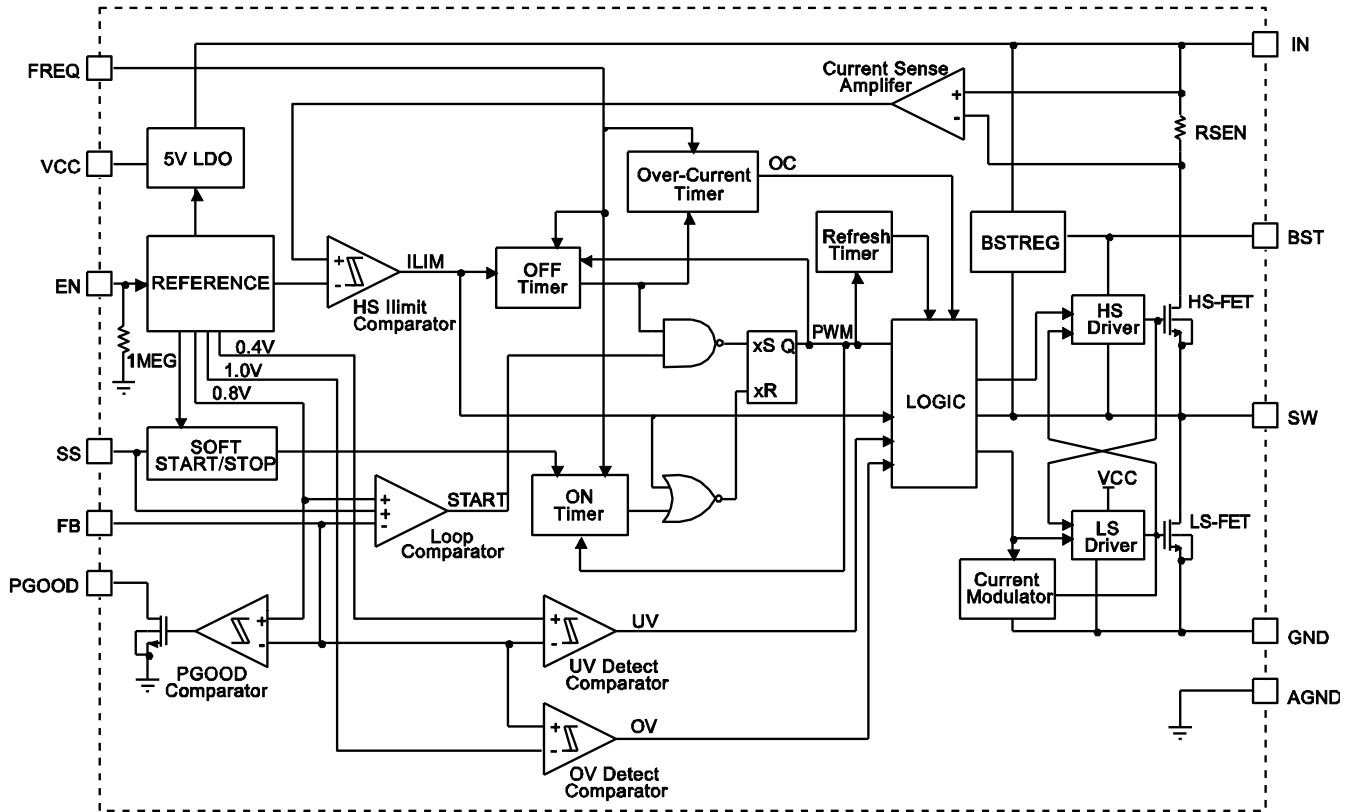 IN
FREQ
Current Sense
Amplifer
+
-
RSEN
VCC
5V LDO
Over-Current
Timer
OC
BST
BSTREG
Refresh
Timer
EN
REFERENCE
+
-
ILIM
HS Ilimit
Comparator
OFF
Timer
HS-FET
HS
Driver
1MEG
0.4V
1.0V
0.8V
xS Q
xR
PWM
LOGIC
SW
SS
SOFT
START/STOP
+
+
-
START
Loop
Comparator
ON
Timer
VCC
LS-FET
LS
Driver
FB
PGOOD
Current
Modulator
+
-
PGOOD
Comparator
+
-
UV
UV Detect
Comparator
GND
AGND
+
-
OV
OV Detect
Comparator